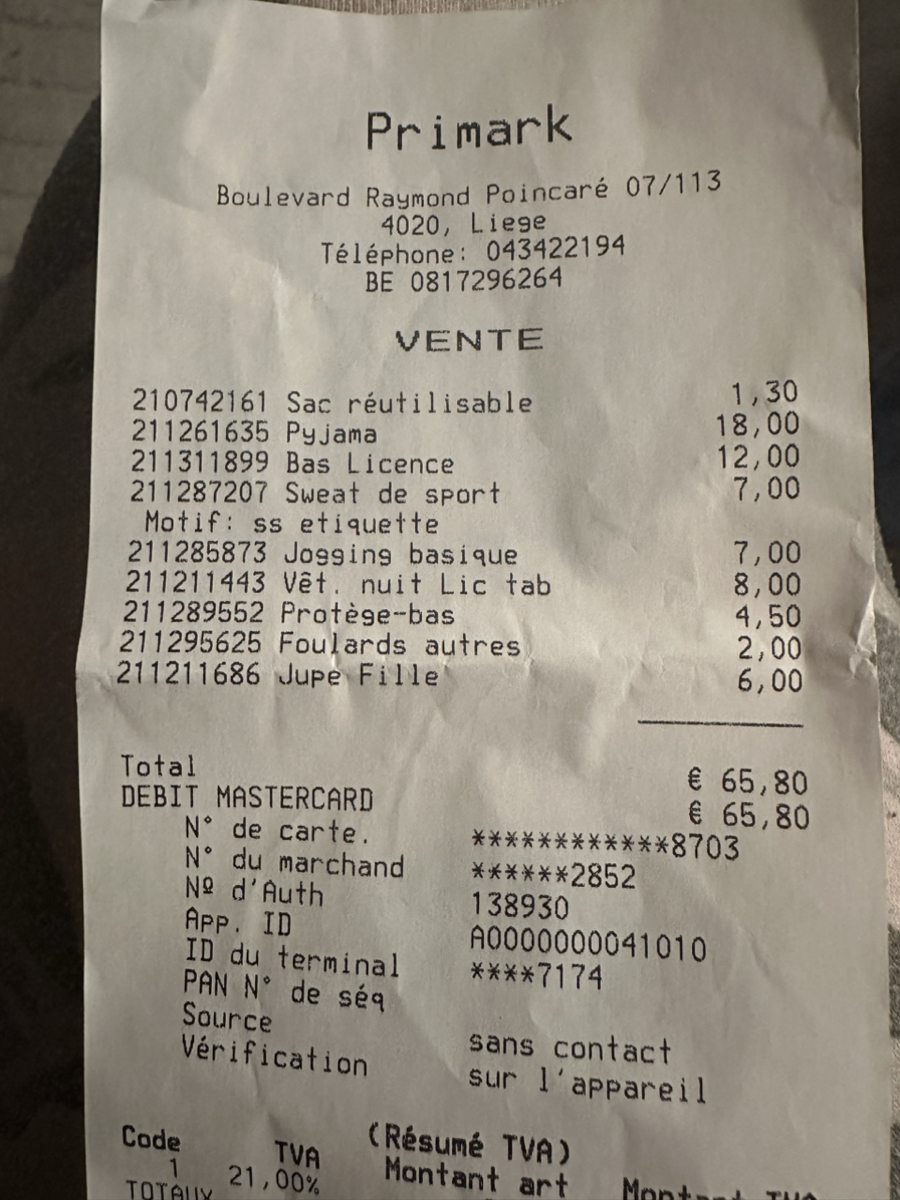 Primark
Boulevard Raymond Poincaré 07/113
4020, Liege
Téléphone: 043422194
BE 0817296264
VENTE
210742161 Sac réutilisable 1,30
211261635 Pyjama 18,00
211311899 Bas Licence 12,00
211287207 Sweat de sport 7,00
Motif: ss etiquette
211285873 Jogging basique 7,00
211211443 Vêt. nuit Lic tab 8,00
211289552 Protège-bas 4,50
211295625 Foulards autres 2,00
211211686 Jupe Fille 6,00
Total € 65,80
DEBIT MASTERCARD € 65,80
N° de carte. ************8703
N° du marchand ******2852
Nº d'Auth 138930
App. ID A0000000041010
ID du terminal ****7174
PAN N° de séq
Source sans contact
Vérification sur l'appareil
(Résumé TVA)
Code TVA Montant art Montant TVA
1 21,00%
TOTAUX